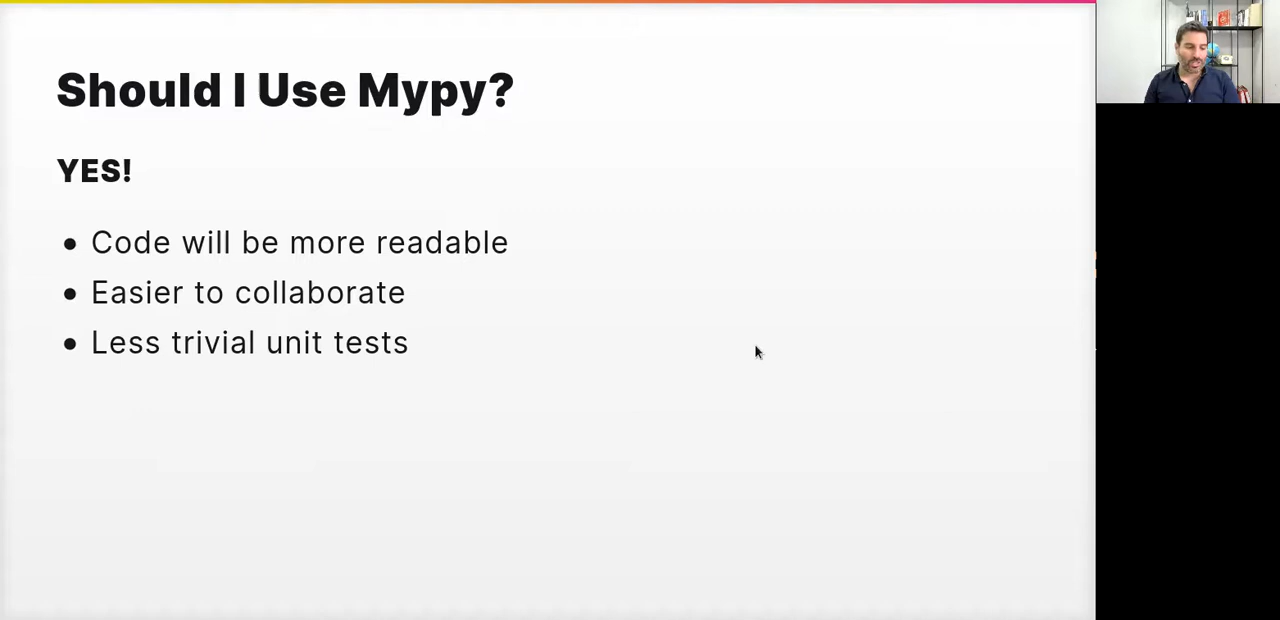 Should I Use Mypy?
YES!
• Code will be more readable
• Easier to collaborate
• Less trivial unit tests